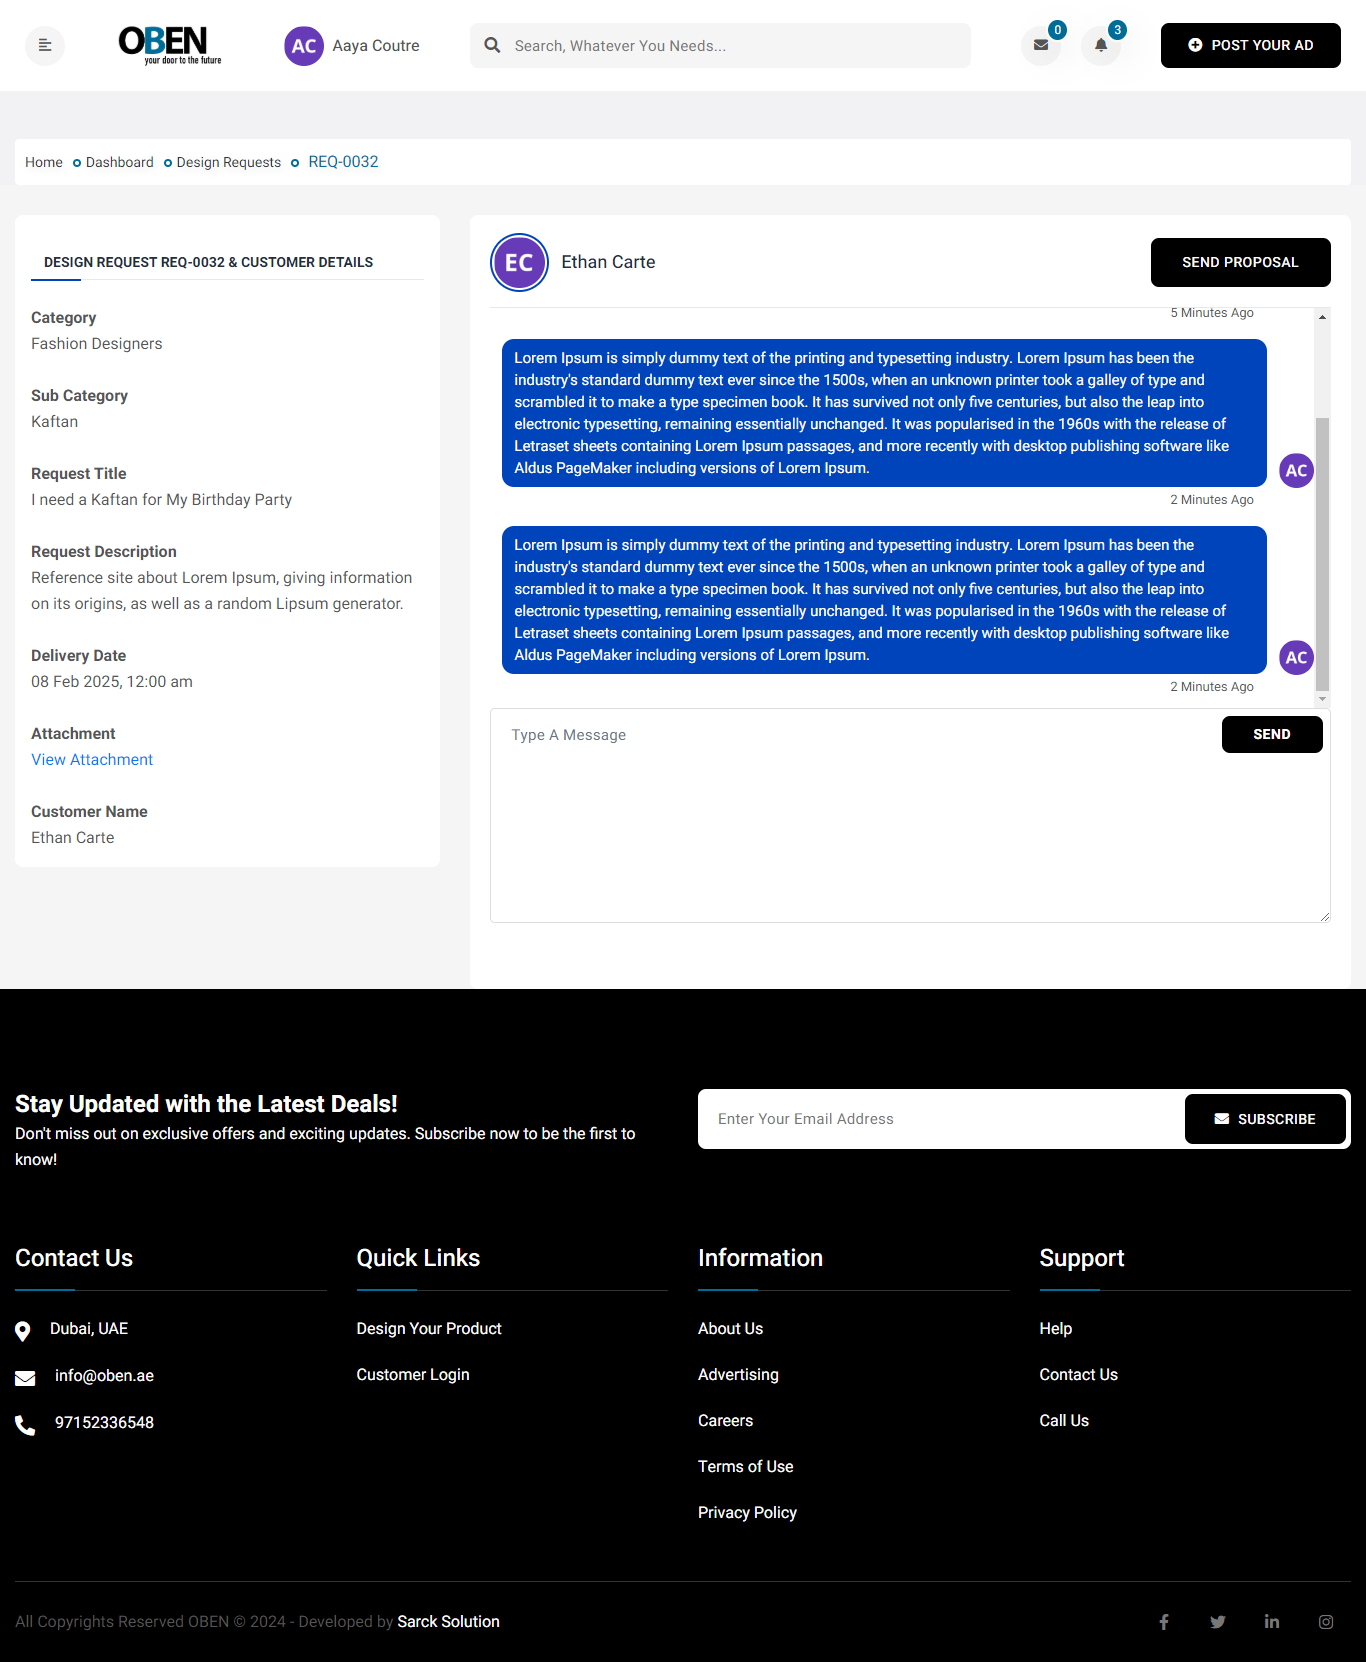 OBEN
your door to the future
AC Aaya Coutre
Search, Whatever You Needs...
0
3
POST YOUR AD
Home Dashboard Design Requests REQ-0032
DESIGN REQUEST REQ-0032 & CUSTOMER DETAILS
Category
Fashion Designers
Sub Category
Kaftan
Request Title
I need a Kaftan for My Birthday Party
Request Description
Reference site about Lorem Ipsum, giving information
on its origins, as well as a random Lipsum generator.
Delivery Date
08 Feb 2025, 12:00 am
Attachment
View Attachment
Customer Name
Ethan Carte
EC Ethan Carte
SEND PROPOSAL
5 Minutes Ago
Lorem Ipsum is simply dummy text of the printing and typesetting industry. Lorem Ipsum has been the
industry's standard dummy text ever since the 1500s, when an unknown printer took a galley of type and
scrambled it to make a type specimen book. It has survived not only five centuries, but also the leap into
electronic typesetting, remaining essentially unchanged. It was popularised in the 1960s with the release of
Letraset sheets containing Lorem Ipsum passages, and more recently with desktop publishing software like
Aldus PageMaker including versions of Lorem Ipsum.
AC
2 Minutes Ago
Lorem Ipsum is simply dummy text of the printing and typesetting industry. Lorem Ipsum has been the
industry's standard dummy text ever since the 1500s, when an unknown printer took a galley of type and
scrambled it to make a type specimen book. It has survived not only five centuries, but also the leap into
electronic typesetting, remaining essentially unchanged. It was popularised in the 1960s with the release of
Letraset sheets containing Lorem Ipsum passages, and more recently with desktop publishing software like
Aldus PageMaker including versions of Lorem Ipsum.
AC
2 Minutes Ago
Type A Message
SEND
Stay Updated with the Latest Deals!
Don't miss out on exclusive offers and exciting updates. Subscribe now to be the first to
know!
Enter Your Email Address
SUBSCRIBE
Contact Us
Dubai, UAE
info@oben.ae
97152336548
Quick Links
Design Your Product
Customer Login
Information
About Us
Advertising
Careers
Terms of Use
Privacy Policy
Support
Help
Contact Us
Call Us
All Copyrights Reserved OBEN © 2024 - Developed by Sarck Solution